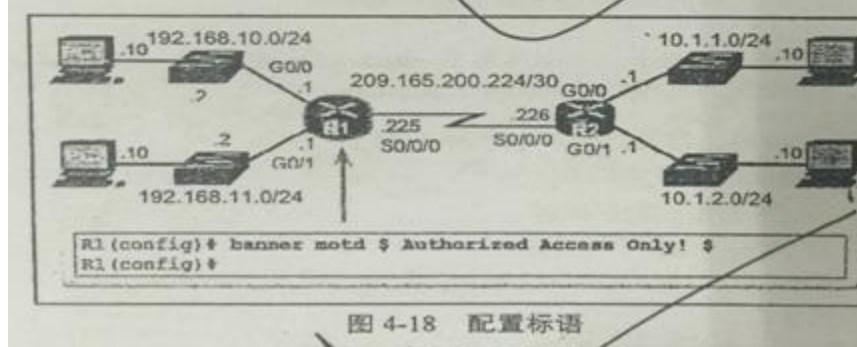 192.168.10.0/24
.10
G0/0
.1
.2
10.1.1.0/24
.10
G0/0
.1
209.165.200.224/30
R1
.225
S0/0/0
.226
S0/0/0
R2
G0/1 .1
.2
.10
.1
G0/1
192.168.11.0/24
.10
10.1.2.0/24
R1(config)# banner motd $ Authorized Access Only! $
R1(config)#
图 4-18 配置标语